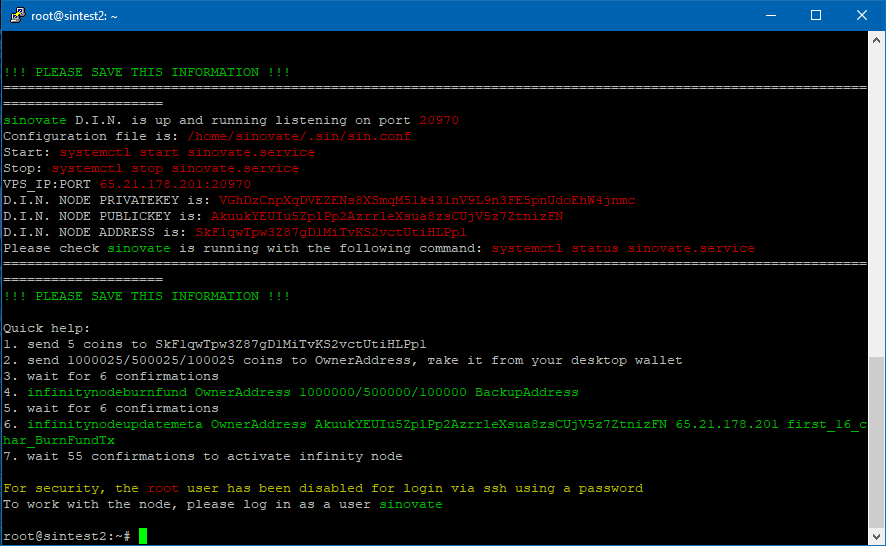 root@sintest2: ~
!!! PLEASE SAVE THIS INFORMATION !!!
============================================================================================================
====================
sinovate D.I.N. is up and running listening on port 20970
Configuration file is: /home/sinovate/.sin/sin.conf
Start: systemctl start sinovate.service
Stop: systemctl stop sinovate.service
VPS_IP:PORT 65.21.178.201:20970
D.I.N. NODE PRIVATEKEY is: VGhDzCnpXqDVEZENs8XSmqM51k431nV9L9n3FE5pnUdoEhW4jnmc
D.I.N. NODE PUBLICKEY is: AkuukYEUIu5ZplPp2AzrrleXsua8zsCUjV5z7ZtnizFN
D.I.N. NODE ADDRESS is: SkF1qwTpw3Z87gD1MiTvKS2vctUtiHLPp1
Please check sinovate is running with the following command: systemctl status sinovate.service
============================================================================================================
====================
!!! PLEASE SAVE THIS INFORMATION !!!
Quick help:
1. send 5 coins to SkF1qwTpw3Z87gD1MiTvKS2vctUtiHLPp1
2. send 1000025/500025/100025 coins to OwnerAddress, take it from your desktop wallet
3. wait for 6 confirmations
4. infinitynodeburnfund OwnerAddress 1000000/500000/100000 BackupAddress
5. wait for 6 confirmations
6. infinitynodeupdatemeta OwnerAddress AkuukYEUIu5ZplPp2AzrrleXsua8zsCUjV5z7ZtnizFN 65.21.178.201 first_16_c
har_BurnFundTx
7. wait 55 confirmations to activate infinity node
For security, the root user has been disabled for login via ssh using a password
To work with the node, please log in as a user sinovate
root@sintest2:~#